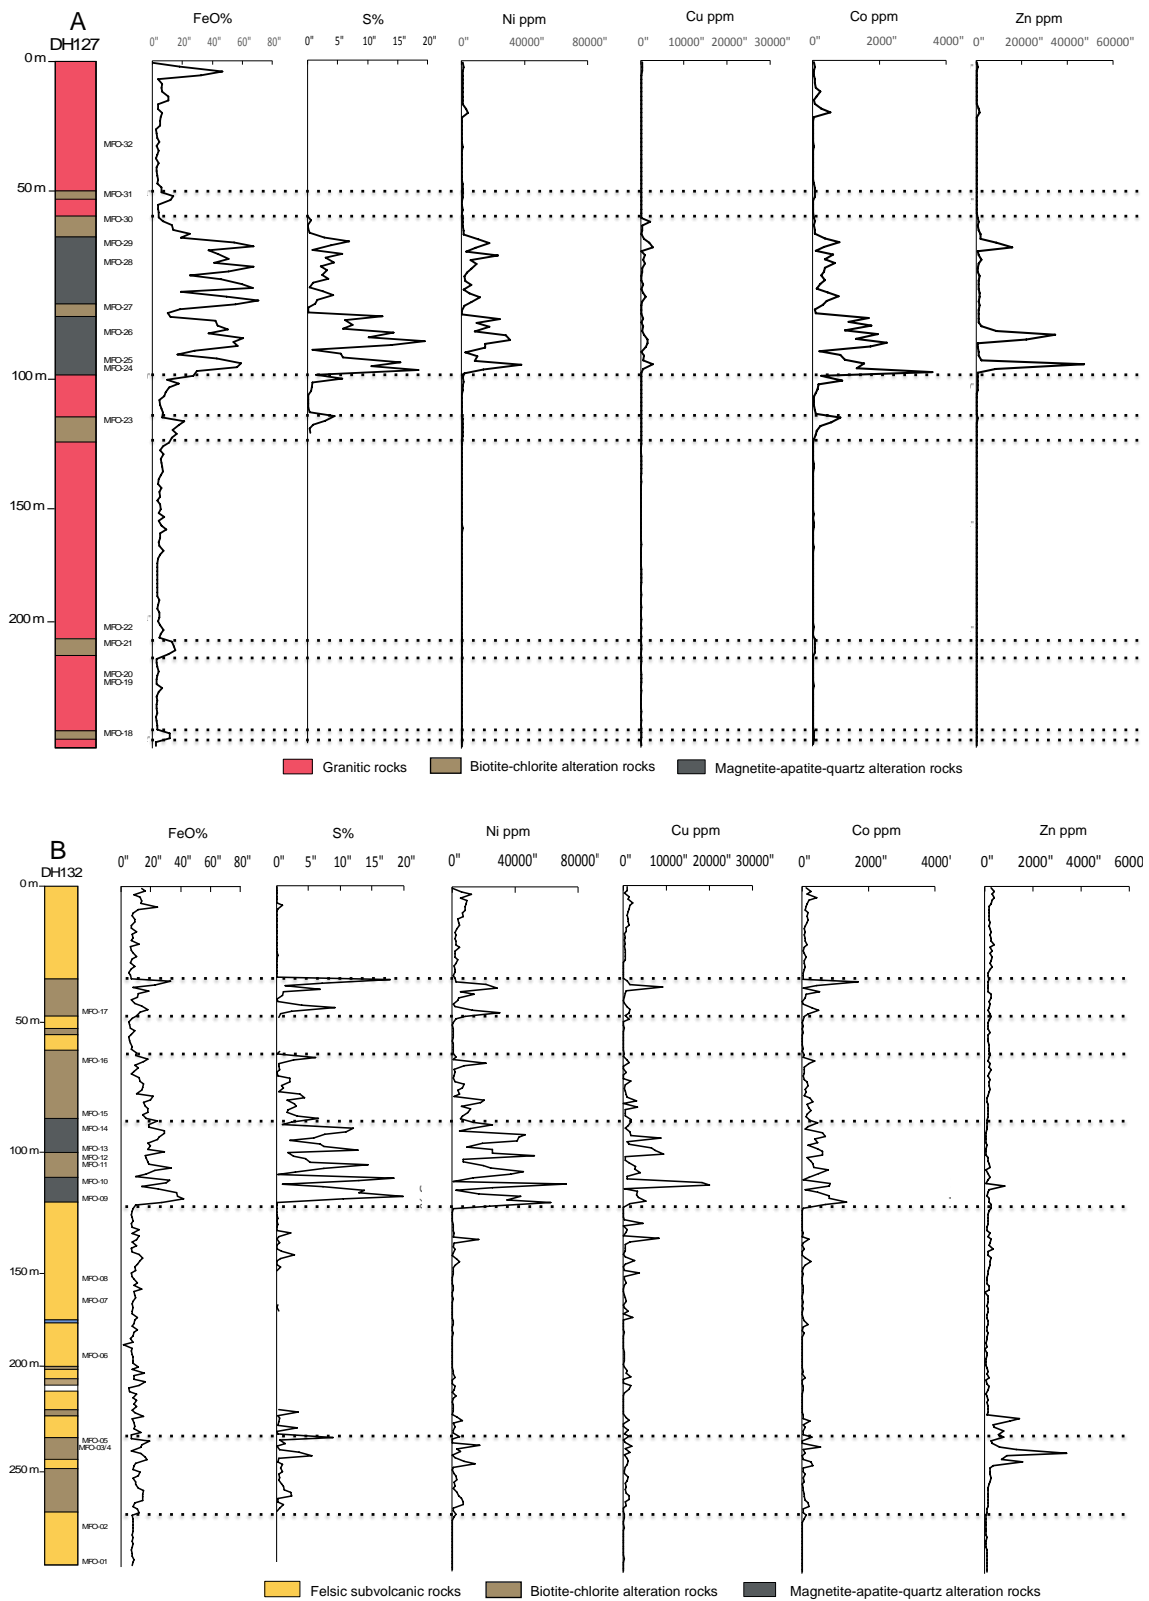 A
DH127
FeO%
S%
Ni ppm
Cu ppm
Co ppm
Zn ppm
0" 20" 40" 60" 80"
0" 5" 10" 15" 20"
0" 40000" 80000"
0" 10000" 20000" 30000"
0" 2000" 4000"
0" 20000" 40000" 60000"
0 m
MFO-32
50 m
MFO-31
MFO-30
MFO-29
MFO-28
MFO-27
MFO-26
MFO-25
MFO-24
100 m
MFO-23
150 m
200 m
MFO-22
MFO-21
MFO-20
MFO-19
MFO-18
Granitic rocks
Biotite-chlorite alteration rocks
Magnetite-apatite-quartz alteration rocks
B
DH132
FeO%
S%
Ni ppm
Cu ppm
Co ppm
Zn ppm
0" 20" 40" 60" 80"
0" 5" 10" 15" 20"
0" 40000" 80000"
0" 10000" 20000" 30000"
0" 2000" 4000"
0" 2000" 4000" 6000
0 m
MFO-17
50 m
MFO-16
MFO-15
MFO-14
MFO-13
100 m
MFO-12
MFO-11
MFO-10
MFO-09
150 m
MFO-08
MFO-07
MFO-06
200 m
MFO-05
MFO-03/4
250 m
MFO-02
MFO-01
Felsic subvolcanic rocks
Biotite-chlorite alteration rocks
Magnetite-apatite-quartz alteration rocks